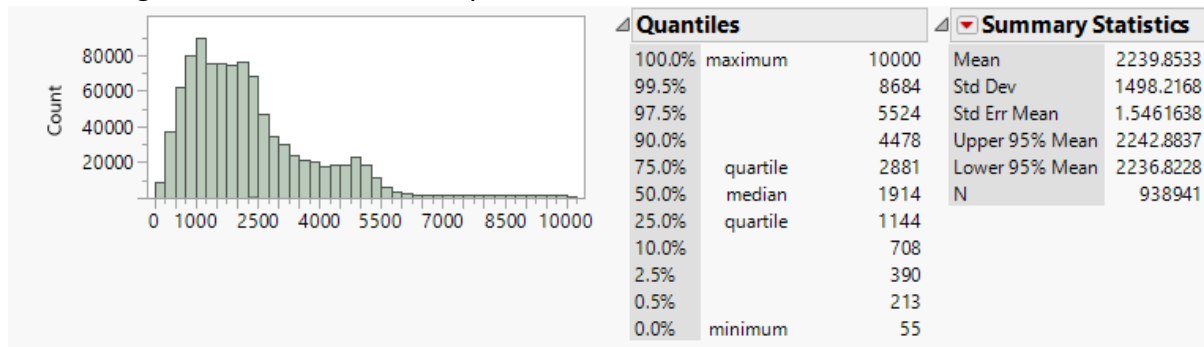 Quantiles
Summary Statistics
80000
60000
40000
20000
Count
0 1000 2500 4000 5500 7000 8500 10000
100.0% maximum 10000
99.5% 8684
97.5% 5524
90.0% 4478
75.0% quartile 2881
50.0% median 1914
25.0% quartile 1144
10.0% 708
2.5% 390
0.5% 213
0.0% minimum 55
Mean 2239.8533
Std Dev 1498.2168
Std Err Mean 1.5461638
Upper 95% Mean 2242.8837
Lower 95% Mean 2236.8228
N 938941